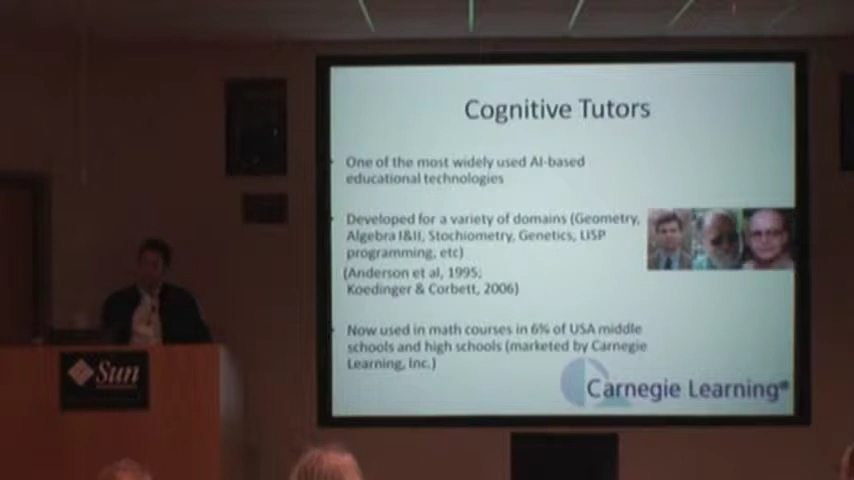 Cognitive Tutors
One of the most widely used AI-based
educational technologies
Developed for a variety of domains (Geometry,
Algebra I&II, Stochiometry, Genetics, LISP
programming, etc)
(Anderson et al, 1995;
Koedinger & Corbett, 2006)
Now used in math courses in 6% of USA middle
schools and high schools (marketed by Carnegie
Learning, Inc.)
Carnegie Learning®
Sun